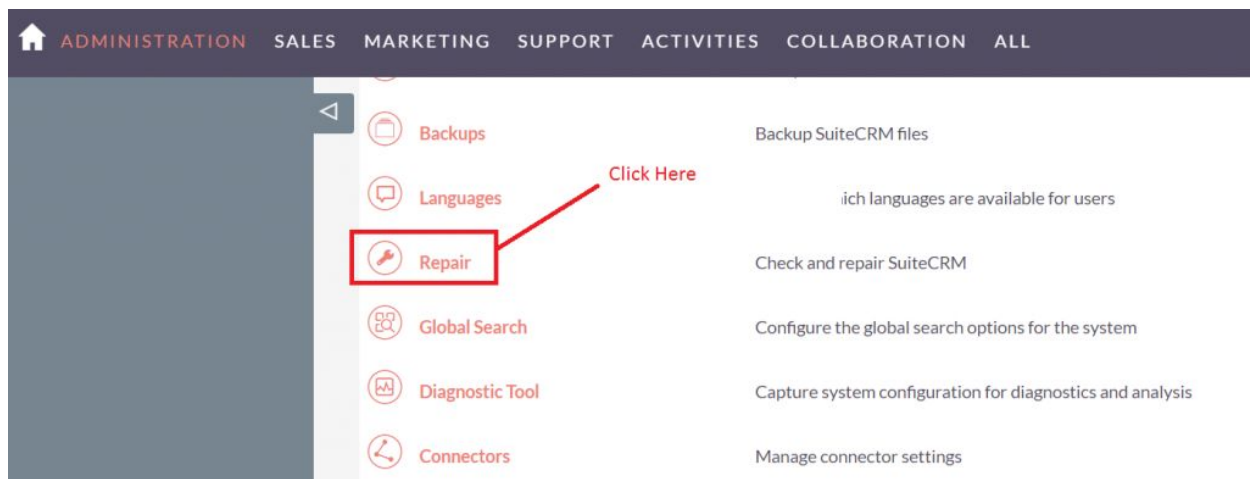 ADMINISTRATION SALES MARKETING SUPPORT ACTIVITIES COLLABORATION ALL
Backups Backup SuiteCRM files
Click Here
Languages languages are available for users
Repair Check and repair SuiteCRM
Global Search Configure the global search options for the system
Diagnostic Tool Capture system configuration for diagnostics and analysis
Connectors Manage connector settings